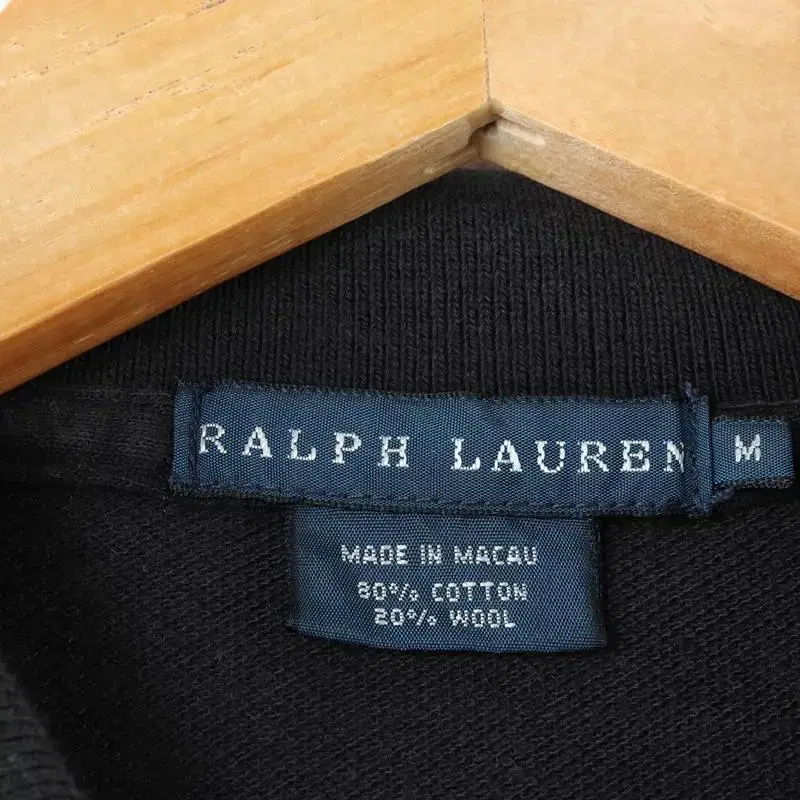 RALPH LAUREN
M
MADE IN MACAU
80% COTTON
20% WOOL